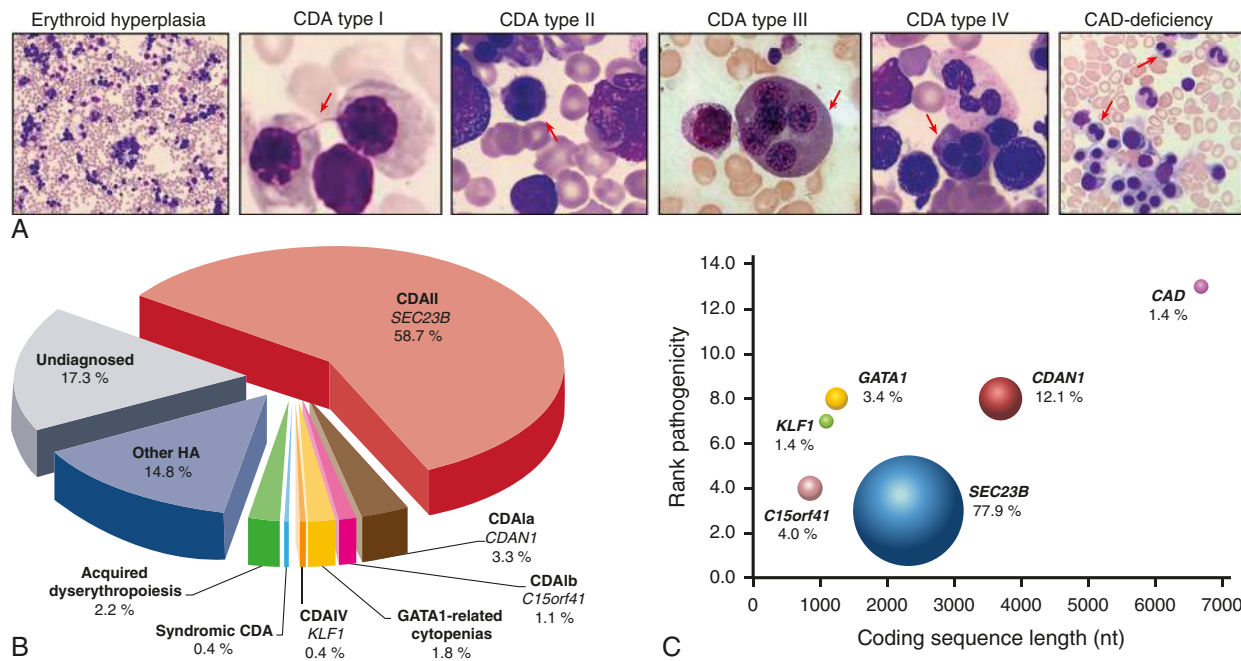 Erythroid hyperplasia
CDA type I
CDA type II
CDA type III
CDA type IV
CAD-deficiency
A
CDAII
SEC23B
58.7 %
Undiagnosed
17.3 %
Other HA
14.8 %
Acquired
dyserythropoiesis
2.2 %
Syndromic CDA
0.4 %
CDAIV
KLF1
0.4 %
GATA1-related
cytopenias
1.8 %
CDAIb
C15orf41
1.1 %
CDAIa
CDAN1
3.3 %
B
Rank pathogenicity
14.0
12.0
10.0
8.0
6.0
4.0
2.0
0.0
CAD
1.4 %
GATA1
3.4 %
CDAN1
12.1 %
KLF1
1.4 %
C15orf41
4.0 %
SEC23B
77.9 %
0 1000 2000 3000 4000 5000 6000 7000
Coding sequence length (nt)
C